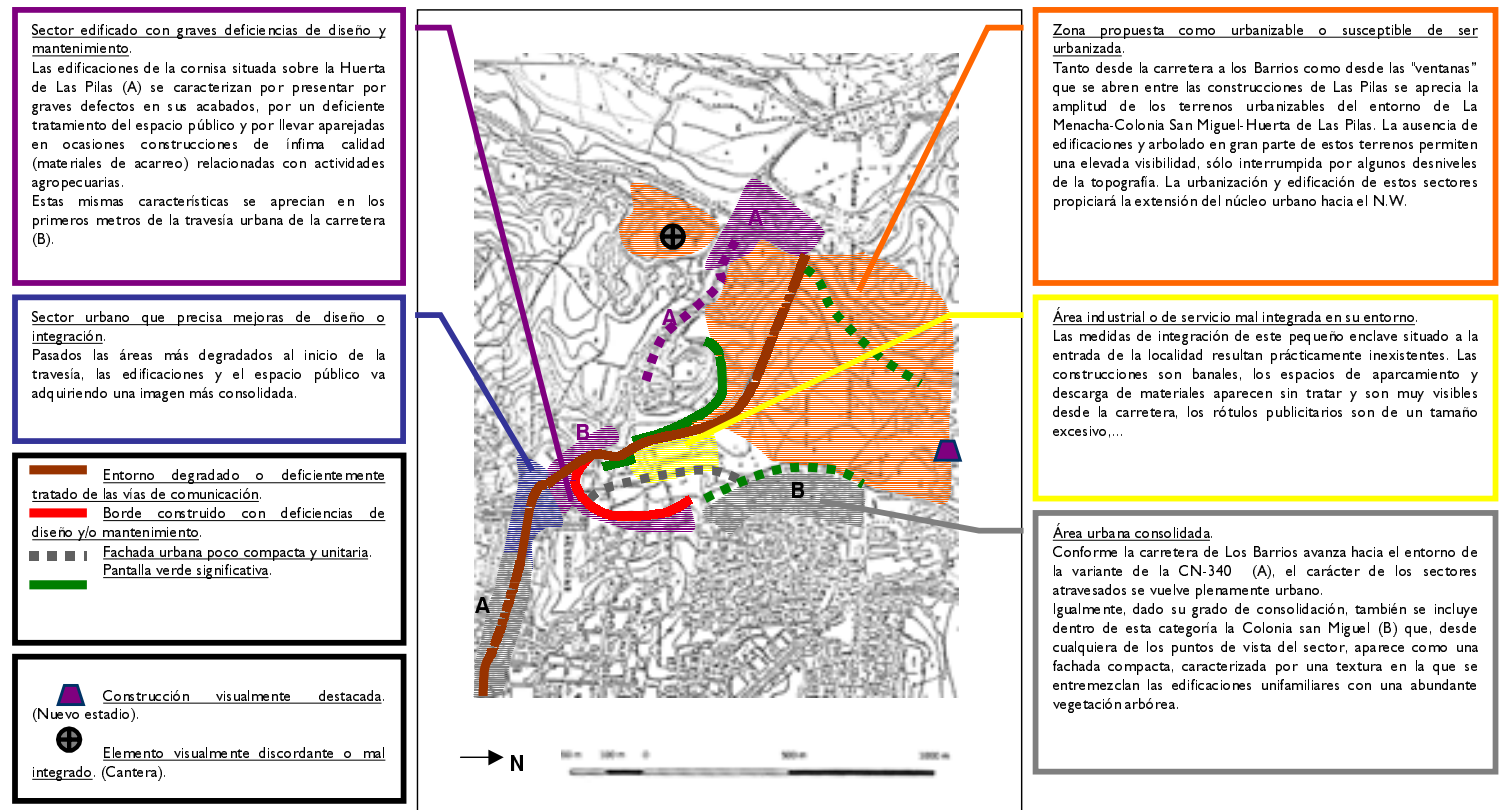 Sector edificado con graves deficiencias de diseño y
mantenimiento.
Las edificaciones de la cornisa situada sobre la Huerta
de Las Pilas (A) se caracterizan por presentar por
graves defectos en sus acabados, por un deficiente
tratamiento del espacio público y por llevar aparejadas
en ocasiones construcciones de ínfima calidad
(materiales de acarreo) relacionadas con actividades
agropecuarias.
Estas mismas características se aprecian en los
primeros metros de la travesía urbana de la carretera
(B).
Sector urbano que precisa mejoras de diseño o
integración.
Pasados las áreas más degradados al inicio de la
travesía, las edificaciones y el espacio público va
adquiriendo una imagen más consolidada.
Entorno degradado o deficientemente
tratado de las vías de comunicación.
Borde construido con deficiencias de
diseño y/o mantenimiento.
Fachada urbana poco compacta y unitaria.
Pantalla verde significativa.
Construcción visualmente destacada.
(Nuevo estadio).
Elemento visualmente discordante o mal
integrado. (Cantera).
A
A
B
B
A
N
50 m 100 m 0 500 m 1000 m
Zona propuesta como urbanizable o susceptible de ser
urbanizada.
Tanto desde la carretera a los Barrios como desde las "ventanas"
que se abren entre las construcciones de Las Pilas se aprecia la
amplitud de los terrenos urbanizables del entorno de La
Menacha-Colonia San Miguel-Huerta de Las Pilas. La ausencia de
edificaciones y arbolado en gran parte de estos terrenos permiten
una elevada visibilidad, sólo interrumpida por algunos desniveles
de la topografía. La urbanización y edificación de estos sectores
propiciará la extensión del núcleo urbano hacia el N.W.
Área industrial o de servicio mal integrada en su entorno.
Las medidas de integración de este pequeño enclave situado a la
entrada de la localidad resultan prácticamente inexistentes. Las
construcciones son banales, los espacios de aparcamiento y
descarga de materiales aparecen sin tratar y son muy visibles
desde la carretera, los rótulos publicitarios son de un tamaño
excesivo,...
Área urbana consolidada.
Conforme la carretera de Los Barrios avanza hacia el entorno de
la variante de la CN-340 (A), el carácter de los sectores
atravesados se vuelve plenamente urbano.
Igualmente, dado su grado de consolidación, también se incluye
dentro de esta categoría la Colonia san Miguel (B) que, desde
cualquiera de los puntos de vista del sector, aparece como una
fachada compacta, caracterizada por una textura en la que se
entremezclan las edificaciones unifamiliares con una abundante
vegetación arbórea.